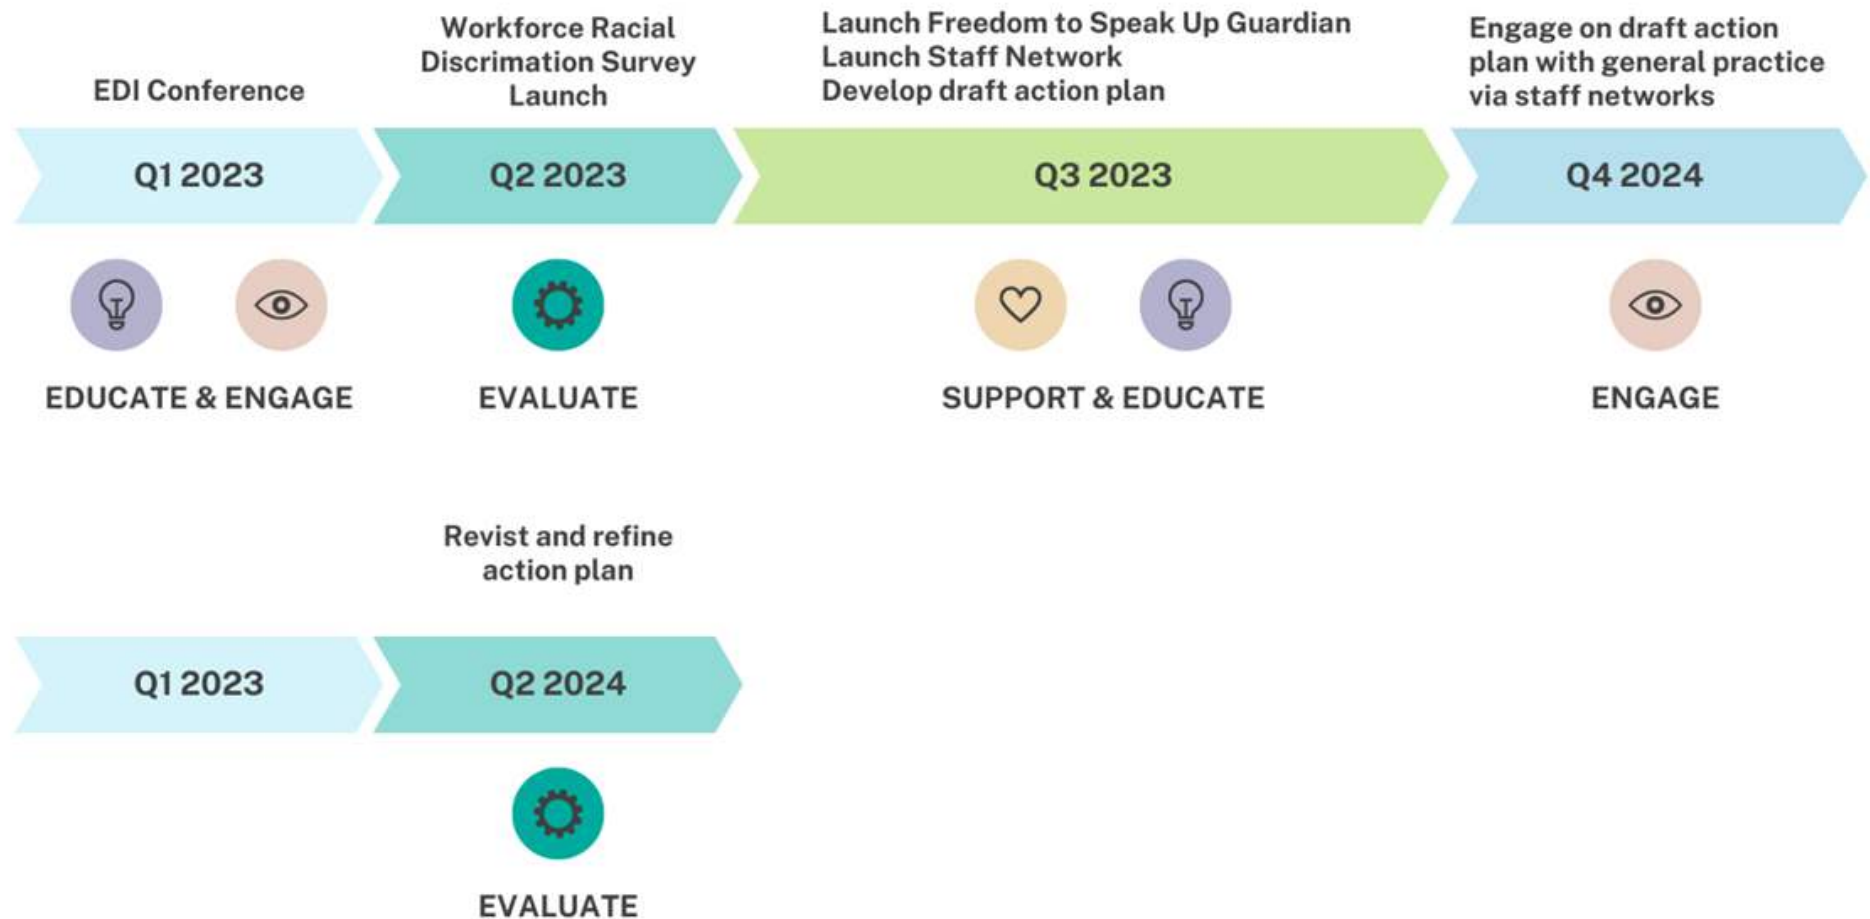 EDI Conference
Workforce Racial
Discrimation Survey
Launch
Launch Freedom to Speak Up Guardian
Launch Staff Network
Develop draft action plan
Engage on draft action
plan with general practice
via staff networks
Q1 2023
Q2 2023
Q3 2023
Q4 2024
EDUCATE & ENGAGE
EVALUATE
SUPPORT & EDUCATE
ENGAGE
Revist and refine
action plan
Q1 2023
Q2 2024
EVALUATE